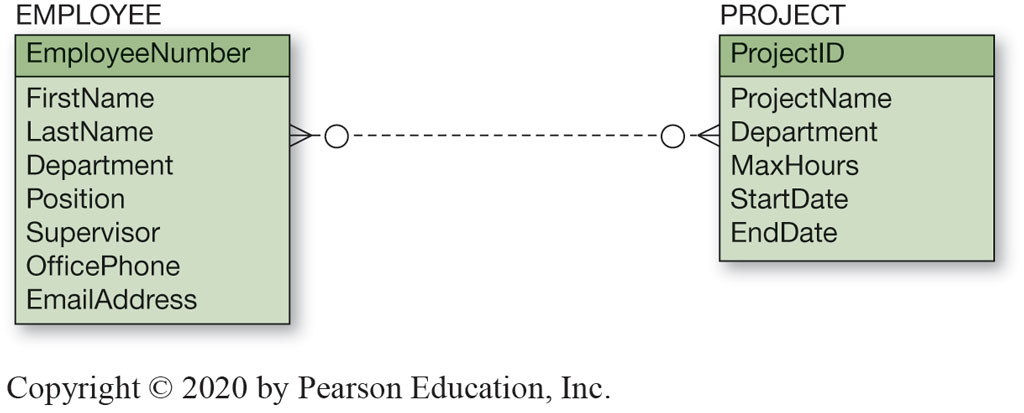 EMPLOYEE
EmployeeNumber
FirstName
LastName
Department
Position
Supervisor
OfficePhone
EmailAddress
PROJECT
ProjectID
ProjectName
Department
MaxHours
StartDate
EndDate
Copyright © 2020 by Pearson Education, Inc.